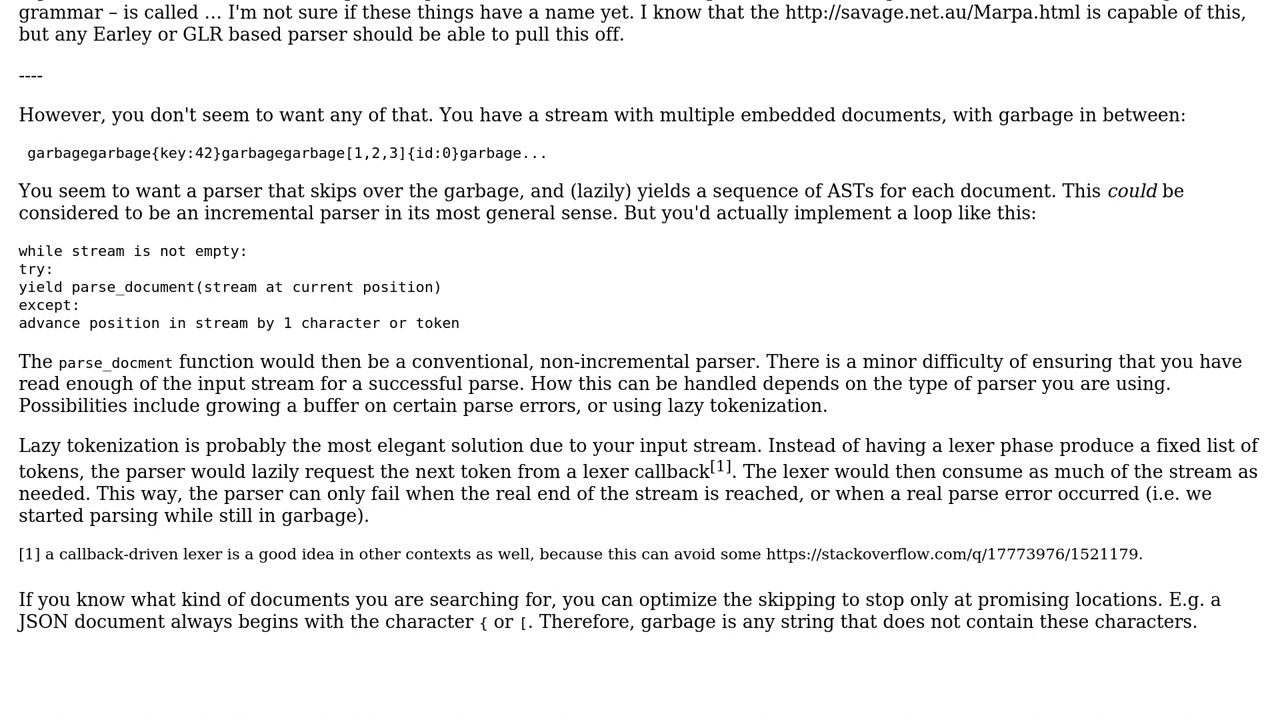 grammar – is called … I'm not sure if these things have a name yet. I know that the http://savage.net.au/Marpa.html is capable of this,
but any Earley or GLR based parser should be able to pull this off.
----
However, you don't seem to want any of that. You have a stream with multiple embedded documents, with garbage in between:
garbagegarbage{key:42}garbagegarbage[1,2,3]{id:0}garbage...
You seem to want a parser that skips over the garbage, and (lazily) yields a sequence of ASTs for each document. This could be
considered to be an incremental parser in its most general sense. But you'd actually implement a loop like this:
while stream is not empty:
try:
yield parse_document(stream at current position)
except:
advance position in stream by 1 character or token
The parse_docment function would then be a conventional, non-incremental parser. There is a minor difficulty of ensuring that you have
read enough of the input stream for a successful parse. How this can be handled depends on the type of parser you are using.
Possibilities include growing a buffer on certain parse errors, or using lazy tokenization.
Lazy tokenization is probably the most elegant solution due to your input stream. Instead of having a lexer phase produce a fixed list of
tokens, the parser would lazily request the next token from a lexer callback[1]. The lexer would then consume as much of the stream as
needed. This way, the parser can only fail when the real end of the stream is reached, or when a real parse error occurred (i.e. we
started parsing while still in garbage).
[1] a callback-driven lexer is a good idea in other contexts as well, because this can avoid some https://stackoverflow.com/q/17773976/1521179.
If you know what kind of documents you are searching for, you can optimize the skipping to stop only at promising locations. E.g. a
JSON document always begins with the character { or [. Therefore, garbage is any string that does not contain these characters.